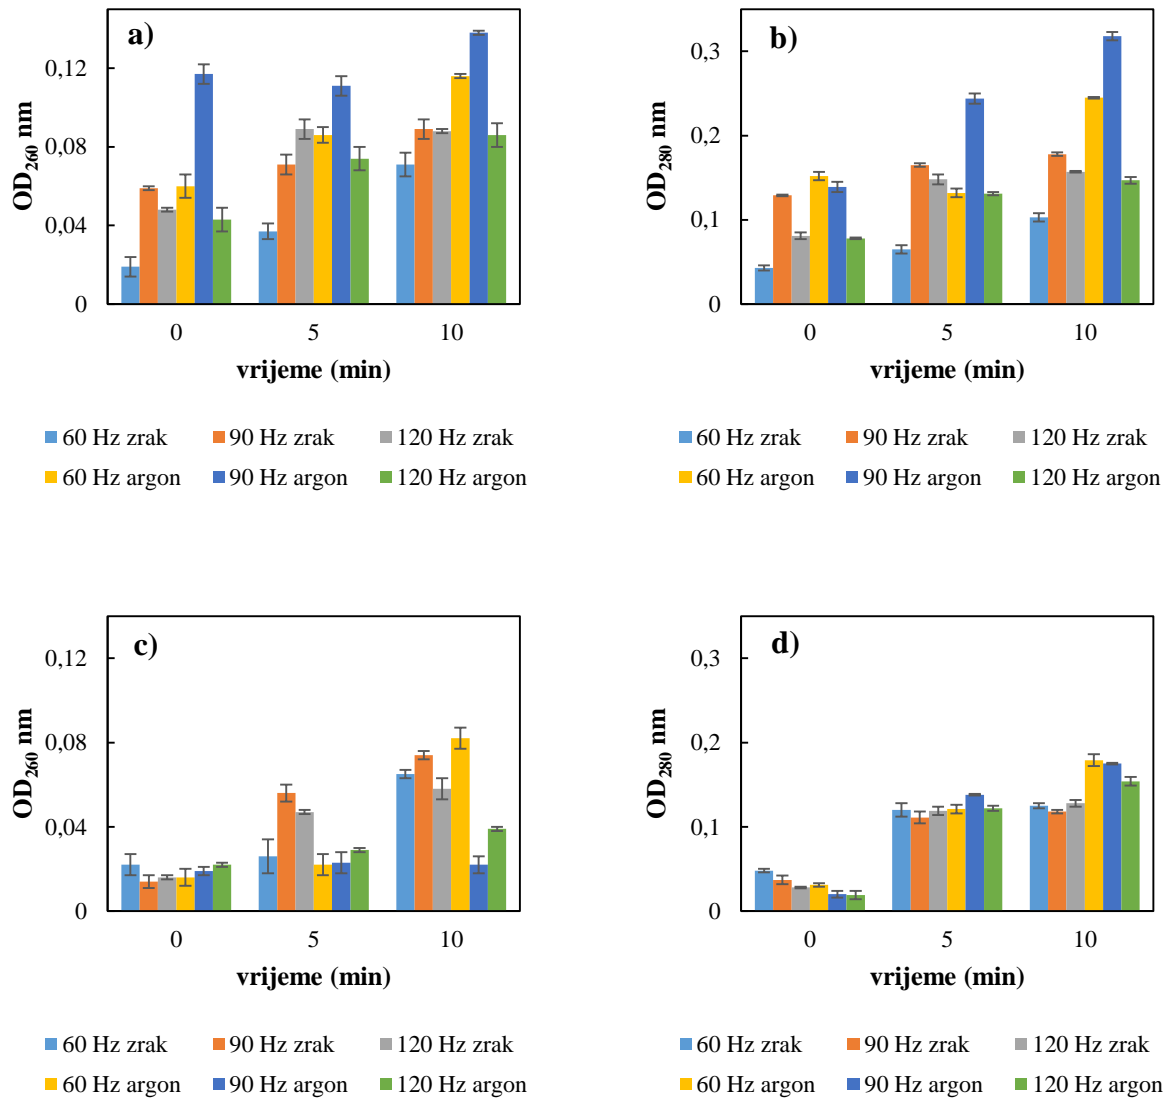 a)
OD260 nm
0,12
0,08
0,04
0
0 5 10
vrijeme (min)
60 Hz zrak 90 Hz zrak 120 Hz zrak
60 Hz argon 90 Hz argon 120 Hz argon
b)
OD280 nm
0,3
0,2
0,1
0
0 5 10
vrijeme (min)
60 Hz zrak 90 Hz zrak 120 Hz zrak
60 Hz argon 90 Hz argon 120 Hz argon
c)
OD260 nm
0,12
0,08
0,04
0
0 5 10
vrijeme (min)
60 Hz zrak 90 Hz zrak 120 Hz zrak
60 Hz argon 90 Hz argon 120 Hz argon
d)
OD280 nm
0,3
0,2
0,1
0
0 5 10
vrijeme (min)
60 Hz zrak 90 Hz zrak 120 Hz zrak
60 Hz argon 90 Hz argon 120 Hz argon